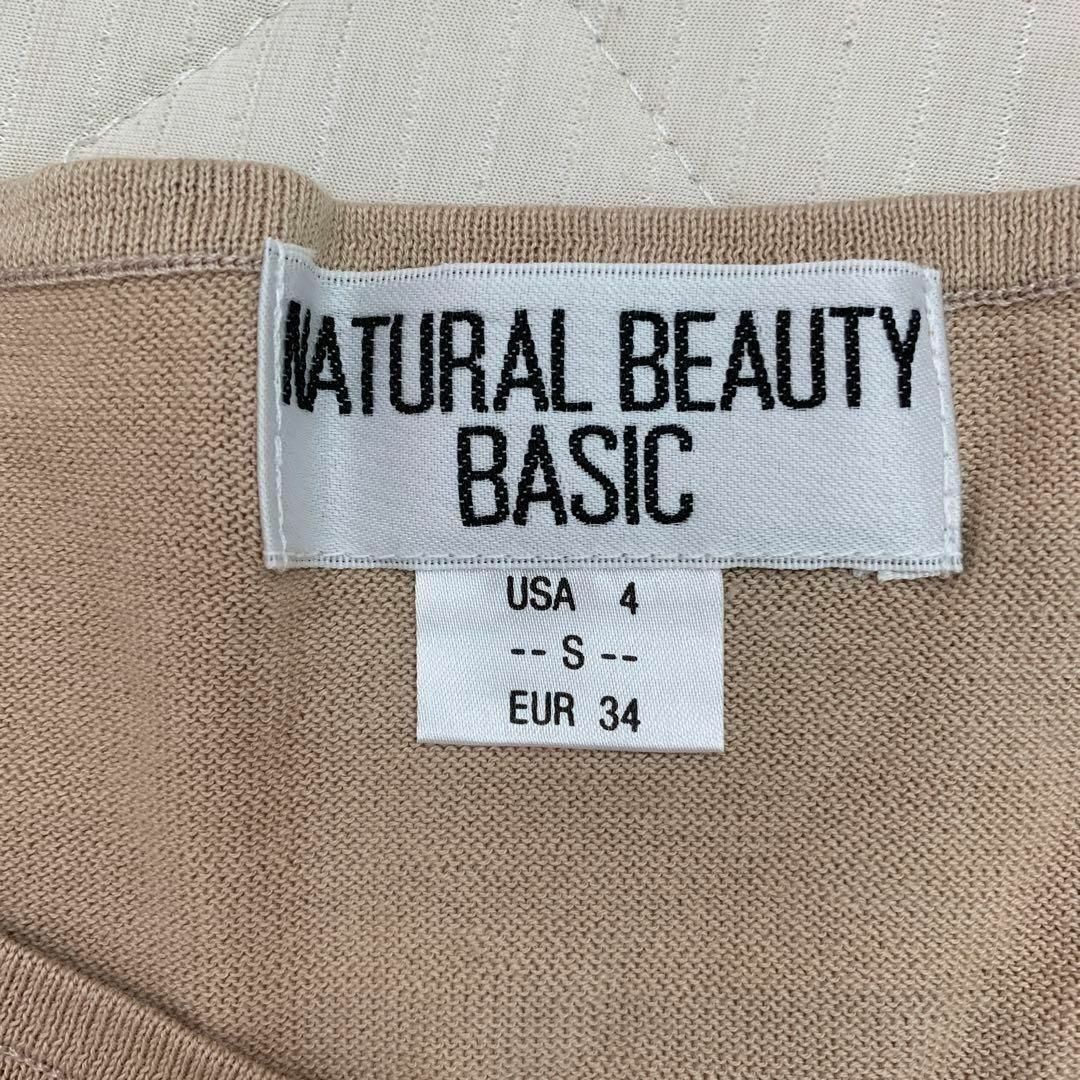 NATURAL BEAUTY
BASIC
USA 4
-- S --
EUR 34